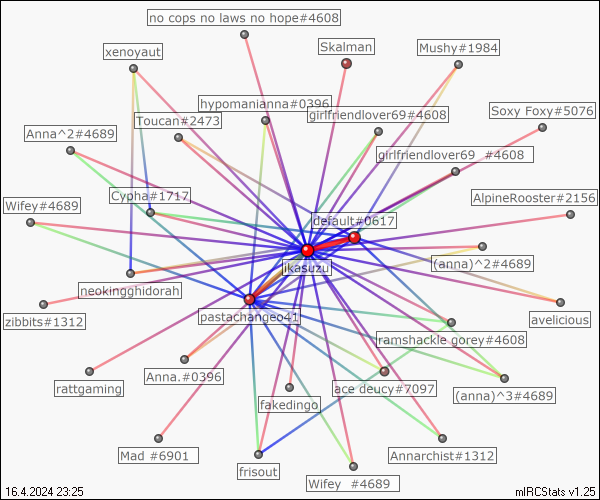 no cops no laws no hope#4608
Skalman
Mushy#1984
xenoyaut
hypomanianna#0396
girlfriendlover69#4608
Soxy Foxy#5076
Toucan#2473
Anna^2#4689
girlfriendlover69 #4608
Cypha#1717
AlpineRooster#2156
Wifey#4689
default#0617
(anna)^2#4689
jikasuzu
neokingghidorah
zibbits#1312
pastachangeo41
avelicious
ramshackle gorey#4608
Anna.#0396
rattgaming
ace deucy#7097
(anna)^3#4689
fakedingo
Mad #6901
Annarchist#1312
frisout
Wifey #4689
16.4.2024 23:25
mIRCStats v1.25